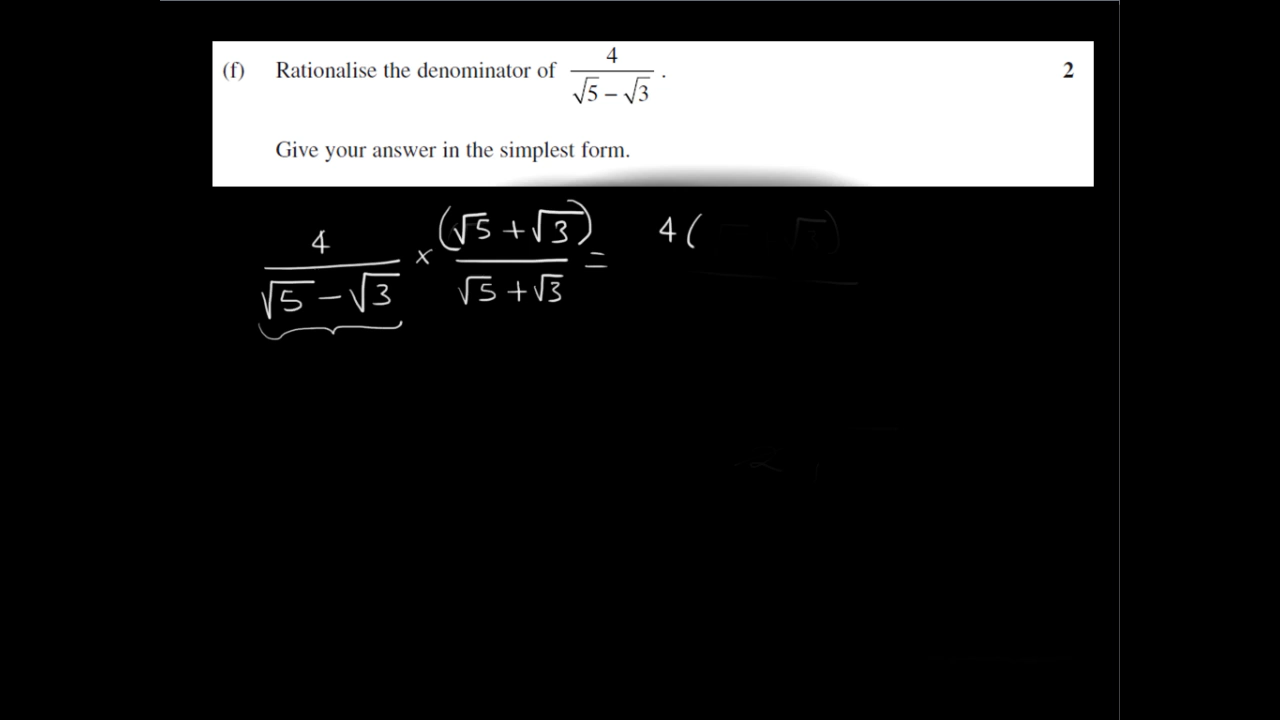 (f) Rationalise the denominator of 4/(√5 − √3). 2
Give your answer in the simplest form.
4/(√5 − √3) × (√5 + √3)/(√5 + √3) = 4(